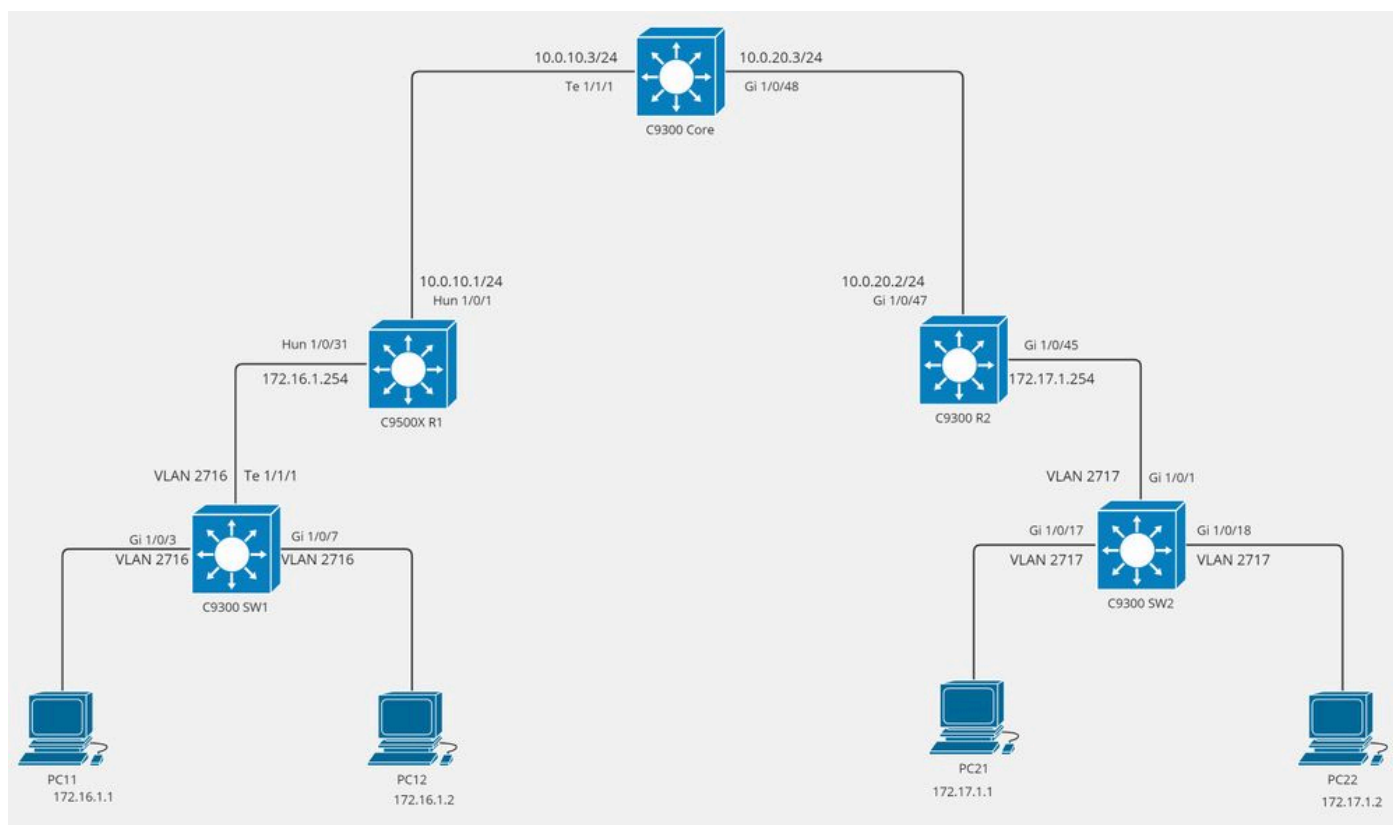 10.0.10.3/24
10.0.20.3/24
Te 1/1/1
Gi 1/0/48
C9300 Core
10.0.10.1/24
Hun 1/0/1
10.0.20.2/24
Gi 1/0/47
Hun 1/0/31
172.16.1.254
C9500X R1
Gi 1/0/45
172.17.1.254
C9300 R2
VLAN 2716
Te 1/1/1
VLAN 2717
Gi 1/0/1
Gi 1/0/3
VLAN 2716
Gi 1/0/7
VLAN 2716
C9300 SW1
Gi 1/0/17
VLAN 2717
Gi 1/0/18
VLAN 2717
C9300 SW2
PC11
172.16.1.1
PC12
172.16.1.2
PC21
172.17.1.1
PC22
172.17.1.2